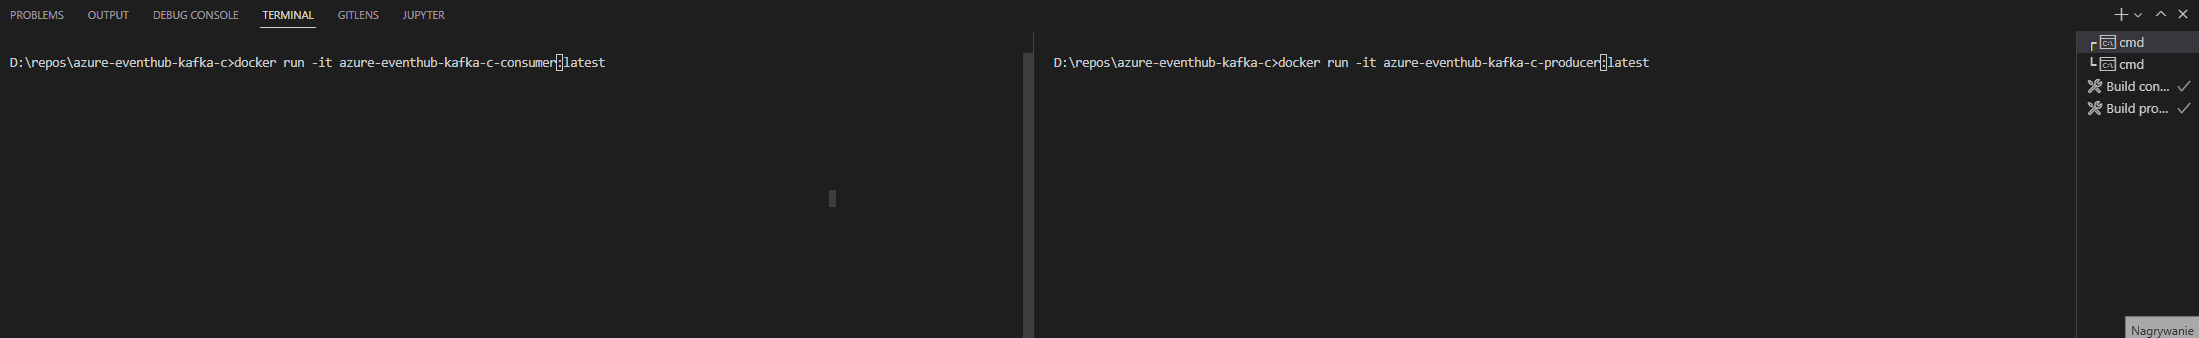 PROBLEMS OUTPUT DEBUG CONSOLE TERMINAL GITLENS JUPYTER
D:\repos\azure-eventhub-kafka-c>docker run -it azure-eventhub-kafka-c-consumer:latest
D:\repos\azure-eventhub-kafka-c>docker run -it azure-eventhub-kafka-c-producer:latest
cmd
cmd
Build con...
Build pro...
Nagrywanie